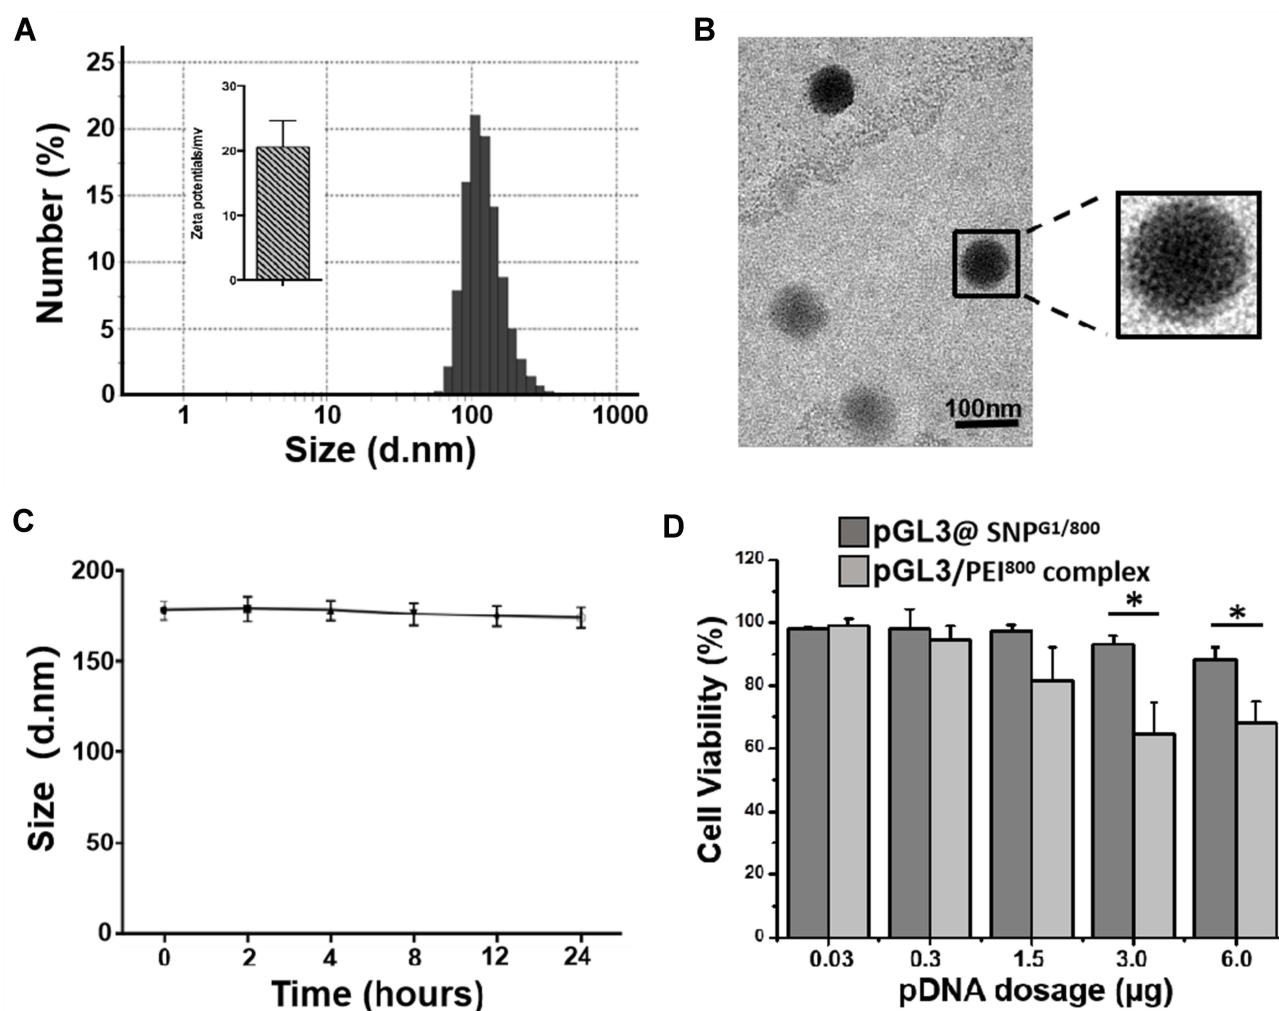 A
25
20
15
10
5
0
Number (%)
30
20
10
0
Zeta potentials/mv
1 10 100 1000
Size (d.nm)
B
100nm
C
200
150
100
50
0
Size (d.nm)
0 2 4 8 12 24
Time (hours)
D
pGL3@ SNPG1/800
pGL3/PEI800 complex
120
100
80
60
40
20
0
Cell Viability (%)
*
*
0.03 0.3 1.5 3.0 6.0
pDNA dosage (µg)